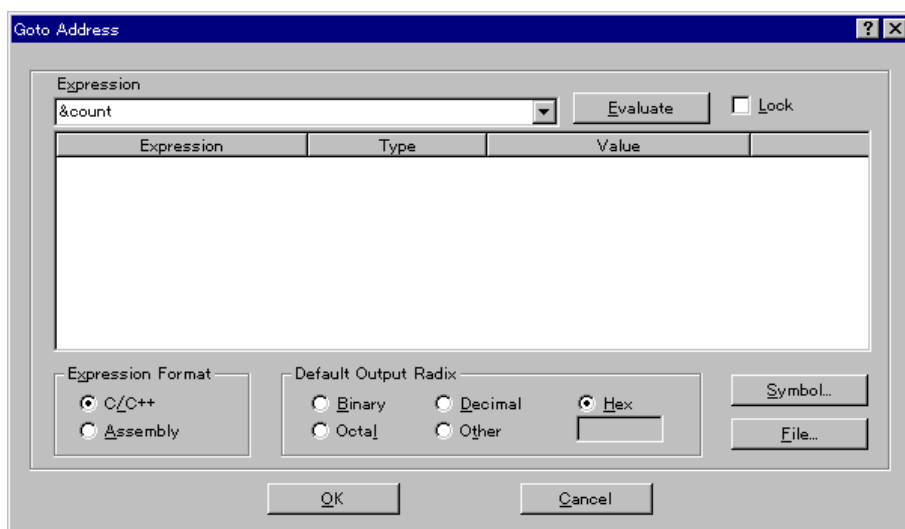 Goto Address
Expression
&count
Evaluate
Lock
Expression Type Value
Expression Format
C/C++
Assembly
Default Output Radix
Binary Decimal Hex
Octal Other
Symbol...
File...
OK Cancel